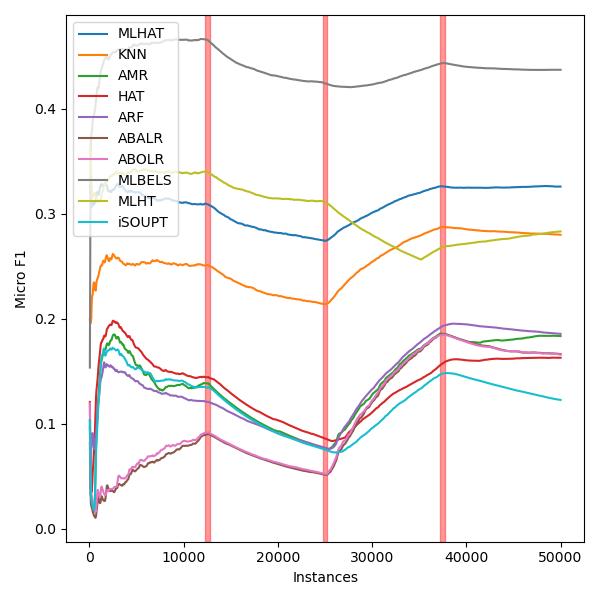 MLHAT
KNN
AMR
HAT
ARF
ABALR
ABOLR
MLBELS
MLHT
iSOUPT
Micro F1
0.4
0.3
0.2
0.1
0.0
0 10000 20000 30000 40000 50000
Instances